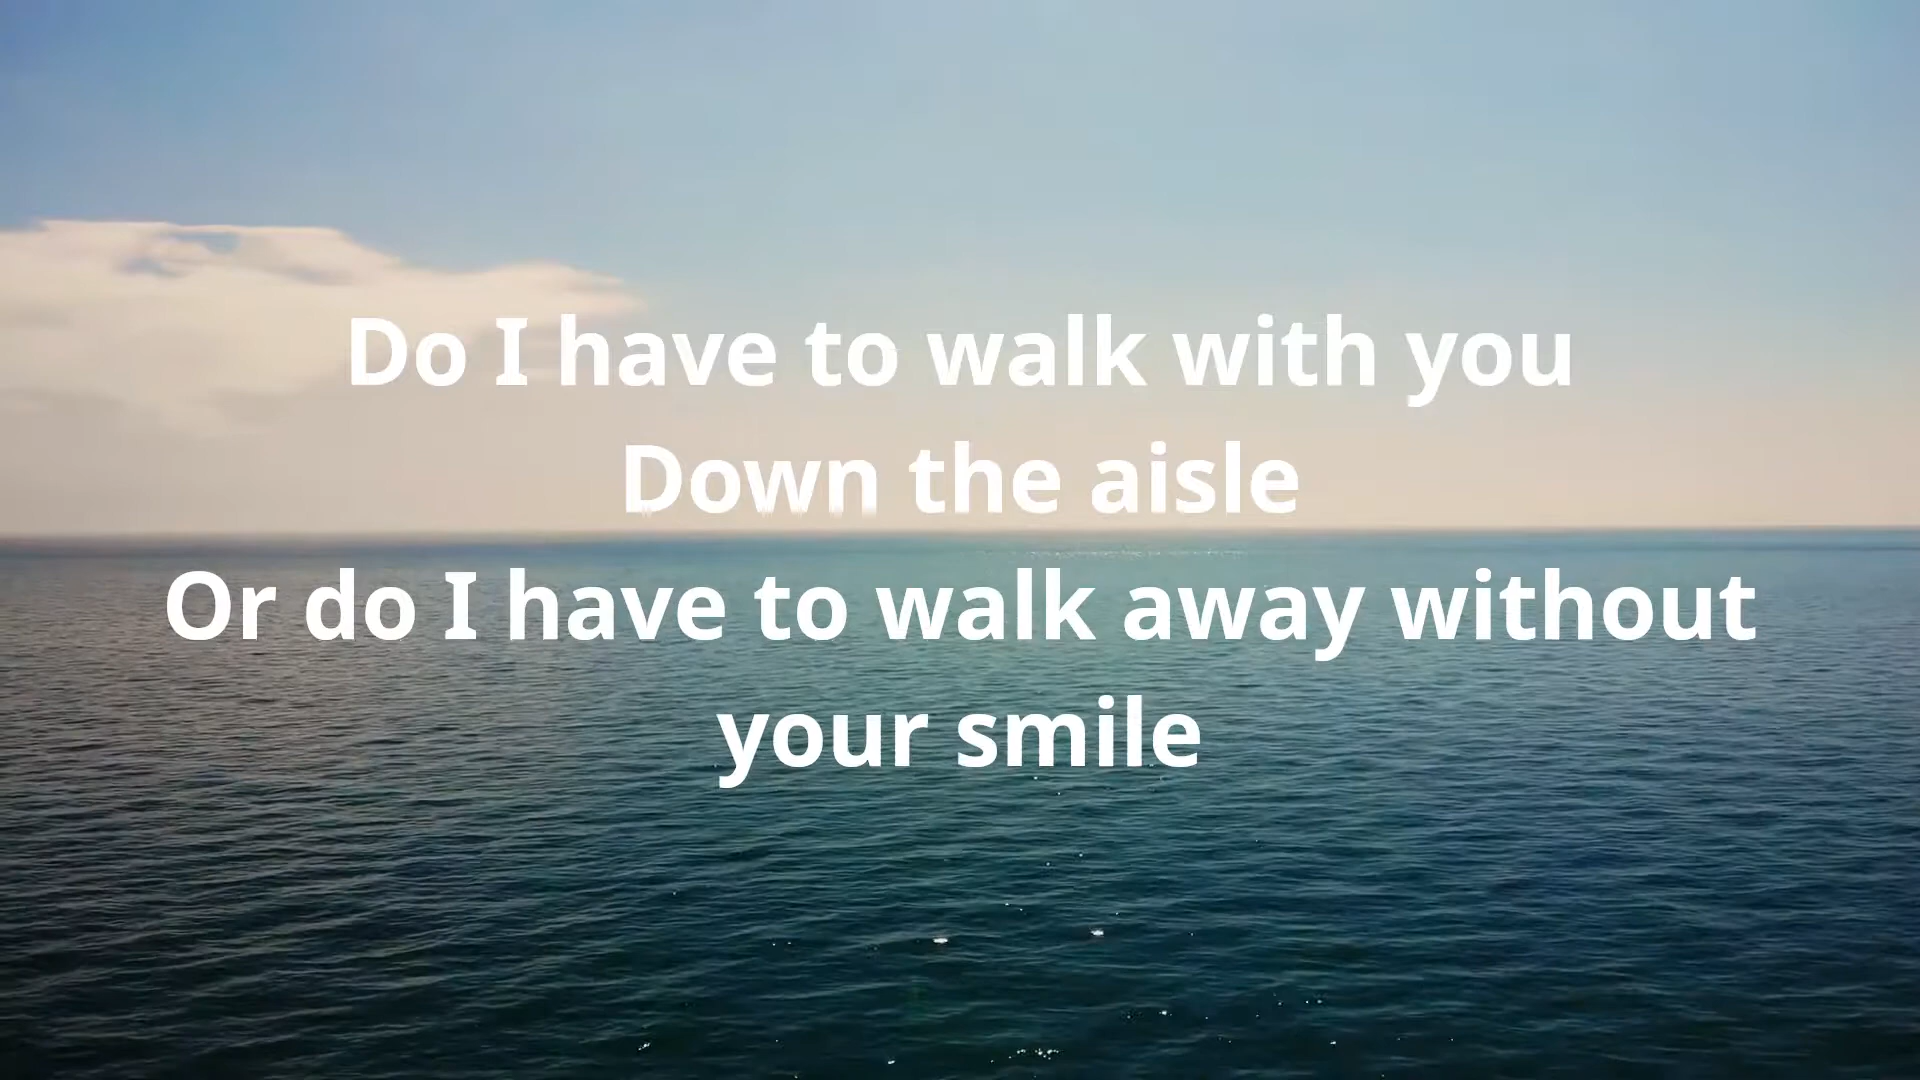 Do I have to walk with you
Down the aisle
Or do I have to walk away without
your smile